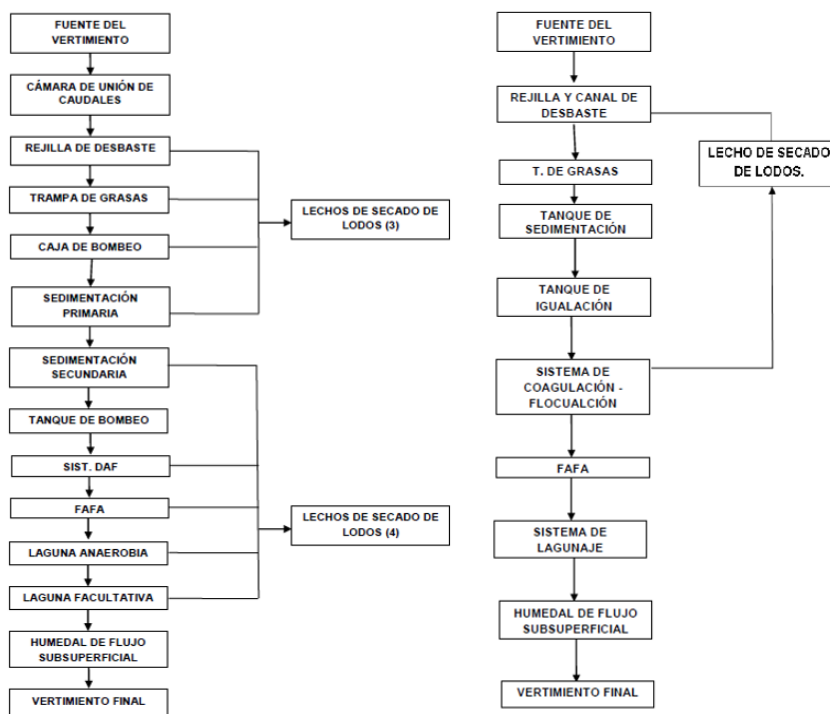 FUENTE DEL
VERTIMIENTO
CÁMARA DE UNIÓN DE
CAUDALES
REJILLA DE DESBASTE
TRAMPA DE GRASAS
CAJA DE BOMBEO
SEDIMENTACIÓN
PRIMARIA
LECHOS DE SECADO DE
LODOS (3)
SEDIMENTACIÓN
SECUNDARIA
TANQUE DE BOMBEO
SIST. DAF
FAFA
LAGUNA ANAEROBIA
LAGUNA FACULTATIVA
LECHOS DE SECADO DE
LODOS (4)
HUMEDAL DE FLUJO
SUBSUPERFICIAL
VERTIMIENTO FINAL
FUENTE DEL
VERTIMIENTO
REJILLA Y CANAL DE
DESBASTE
LECHO DE SECADO
DE LODOS.
T. DE GRASAS
TANQUE DE
SEDIMENTACIÓN
TANQUE DE
IGUALACIÓN
SISTEMA DE
COAGULACIÓN -
FLOCUALCIÓN
FAFA
SISTEMA DE
LAGUNAJE
HUMEDAL DE FLUJO
SUBSUPERFICIAL
VERTIMIENTO FINAL